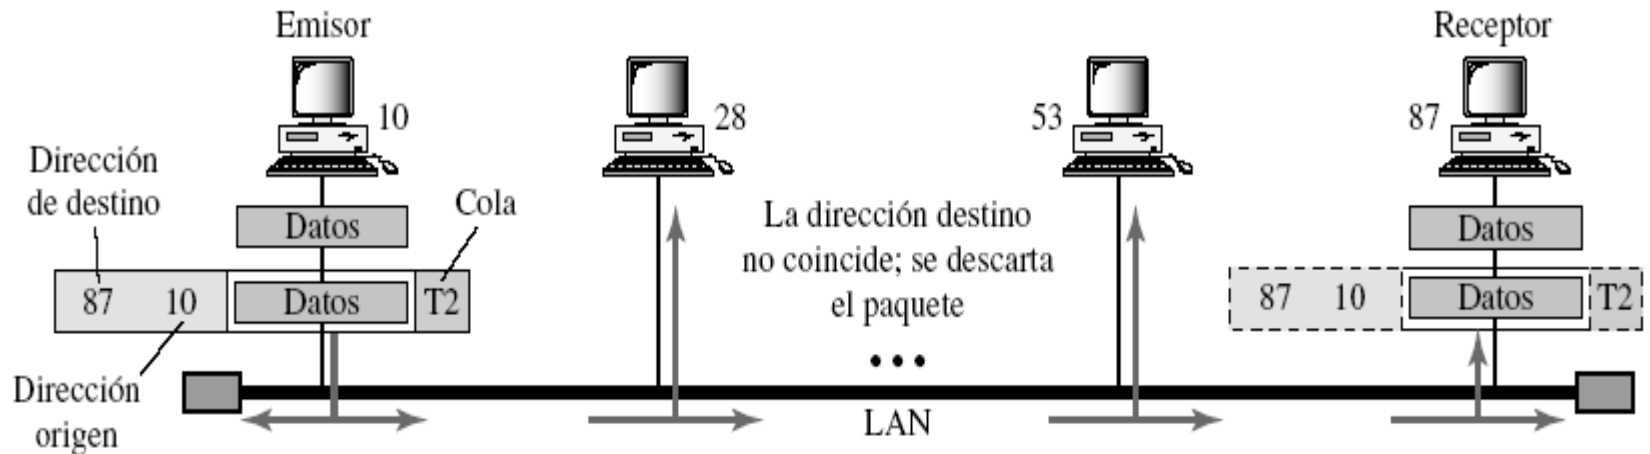 Emisor
Receptor
10
28
53
87
Dirección
de destino
Cola
Datos
La dirección destino
no coincide; se descarta
el paquete
Datos
87 10 Datos T2
87 10 Datos T2
Dirección
origen
LAN